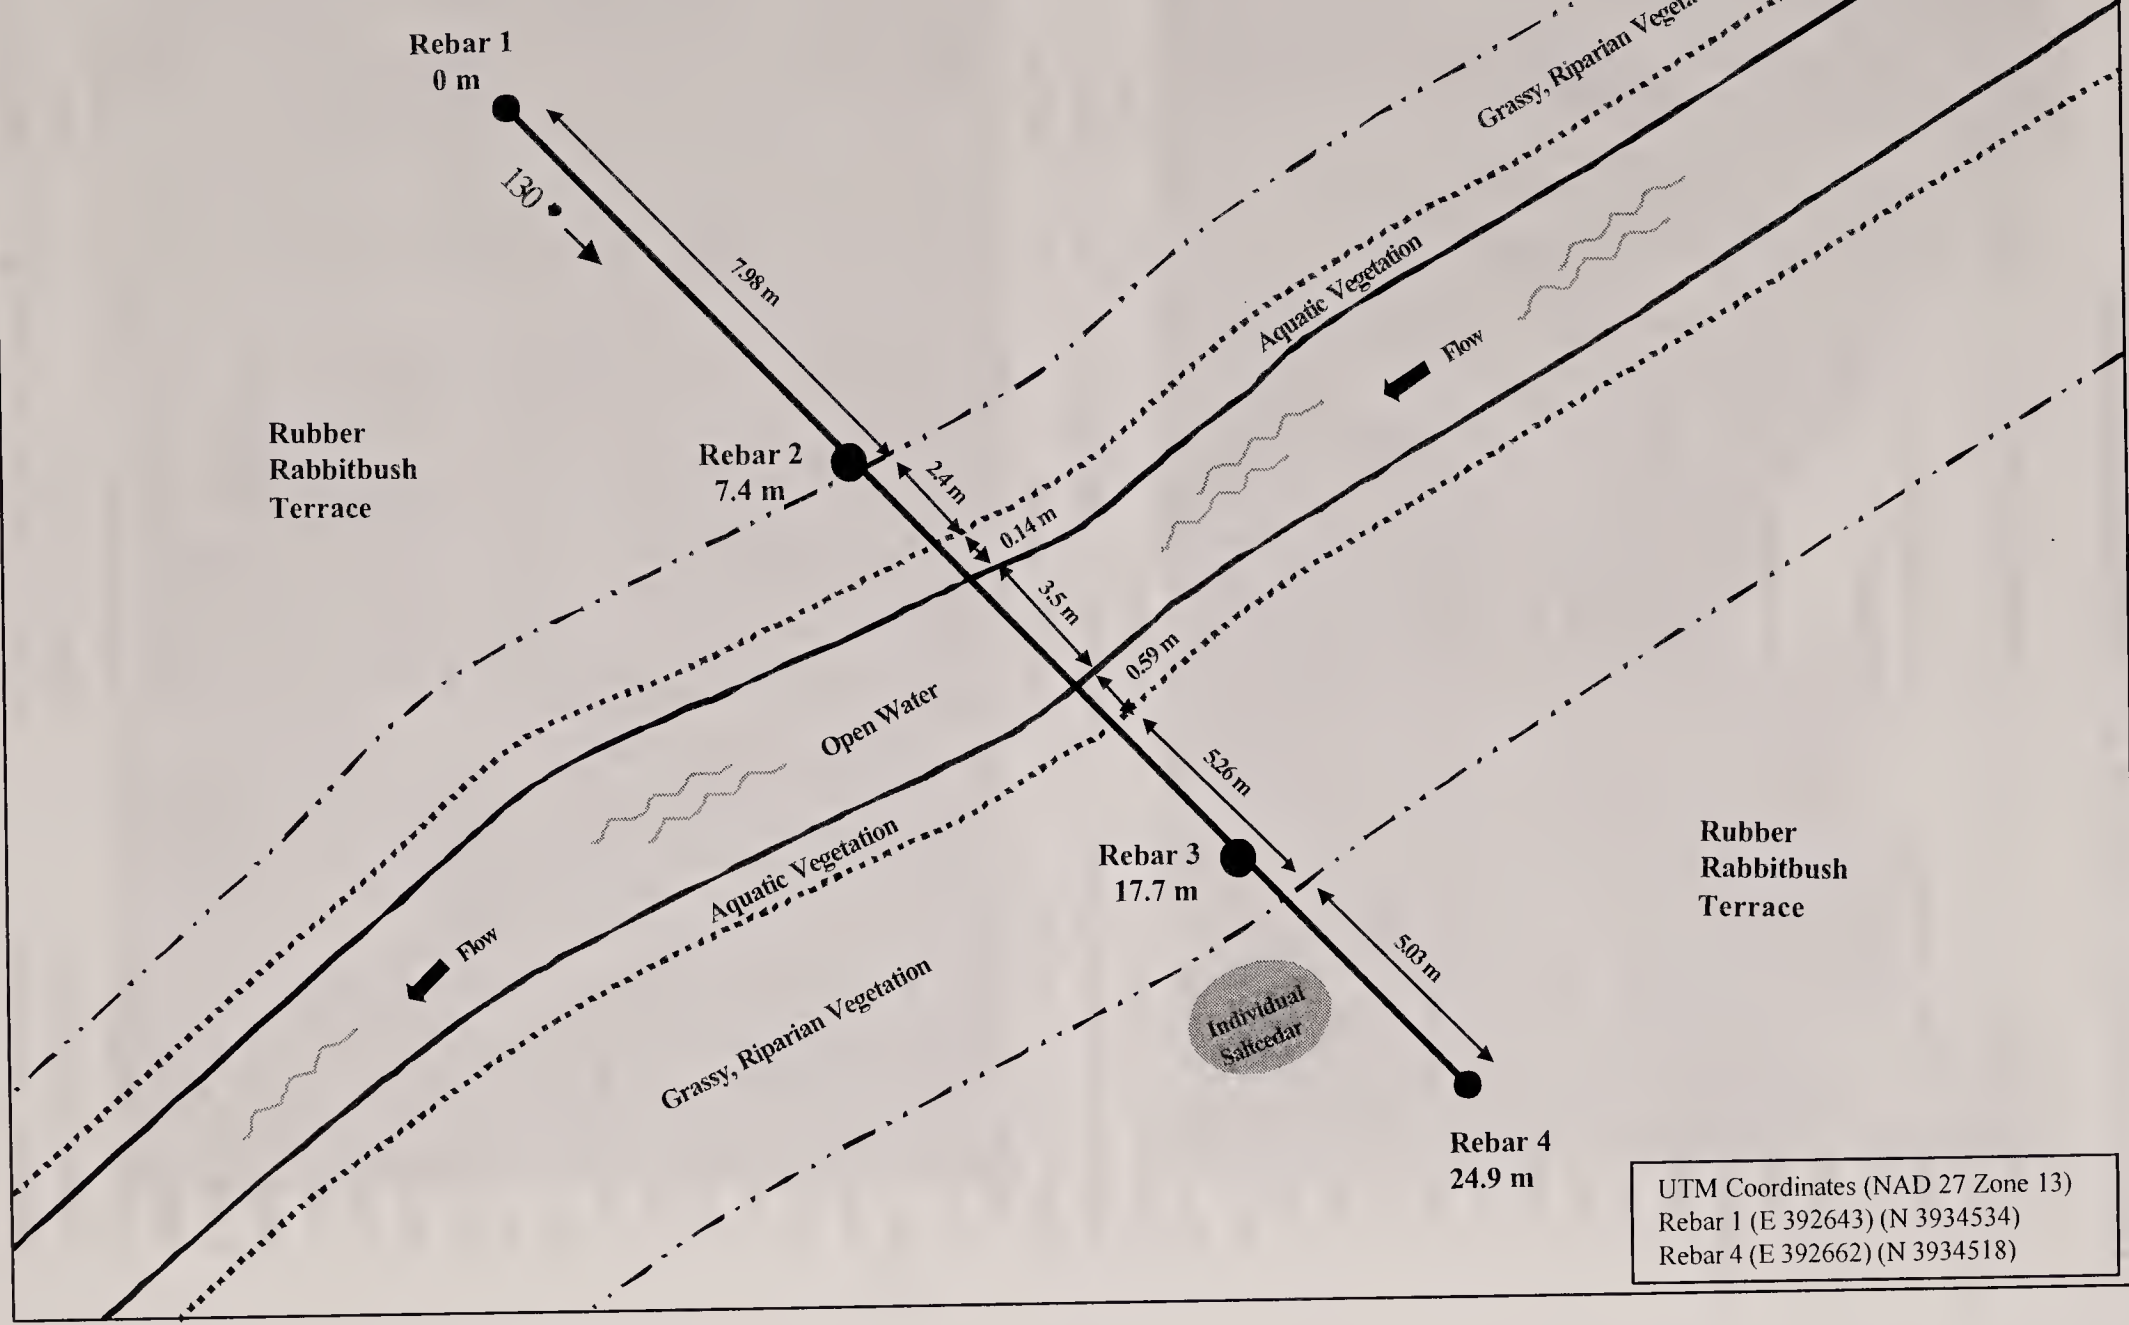 Rebar 1
0 m
Grassy, Riparian
130
7.98 m
Aquatic Vegetation
Flow
Rubber
Rabbitbush
Terrace
Rebar 2
7.4 m
2.4 m
0.14 m
3.5 m
0.59 m
Open Water
5.26 m
Aquatic Vegetation
Rebar 3
17.7 m
Rubber
Rabbitbush
Terrace
Flow
5.03 m
Grassy, Riparian Vegetation
Individual
Saltcedar
Rebar 4
24.9 m
UTM Coordinates (NAD 27 Zone 13)
Rebar 1 (E 392643) (N 3934534)
Rebar 4 (E 392662) (N 3934518)